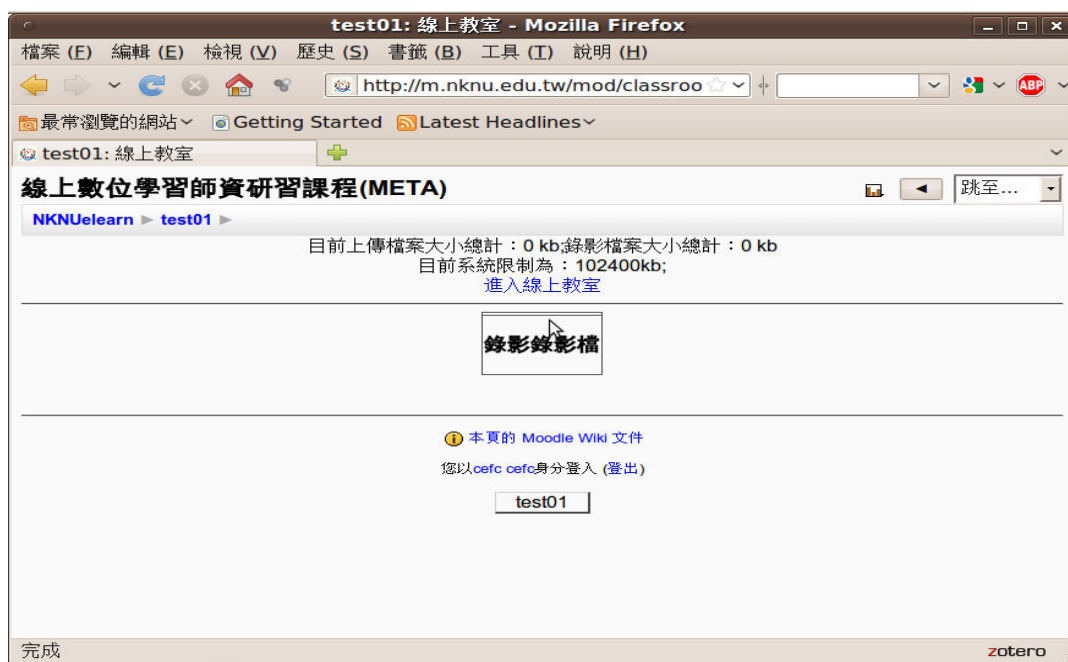 test01: 線上教室 - Mozilla Firefox
檔案 (F) 編輯 (E) 檢視 (V) 歷史 (S) 書籤 (B) 工具 (T) 說明 (H)
http://m.nknu.edu.tw/mod/classroo
ABP
最常瀏覽的網站 Getting Started Latest Headlines
test01: 線上教室
線上數位學習師資研習課程(META)
跳至...
NKNUelearn ► test01 ►
目前上傳檔案大小總計：0 kb;錄影檔案大小總計：0 kb
目前系統限制為：102400kb;
進入線上教室
錄影錄影檔
本頁的 Moodle Wiki 文件
您以cefc cefc身分登入 (登出)
test01
完成
zotero